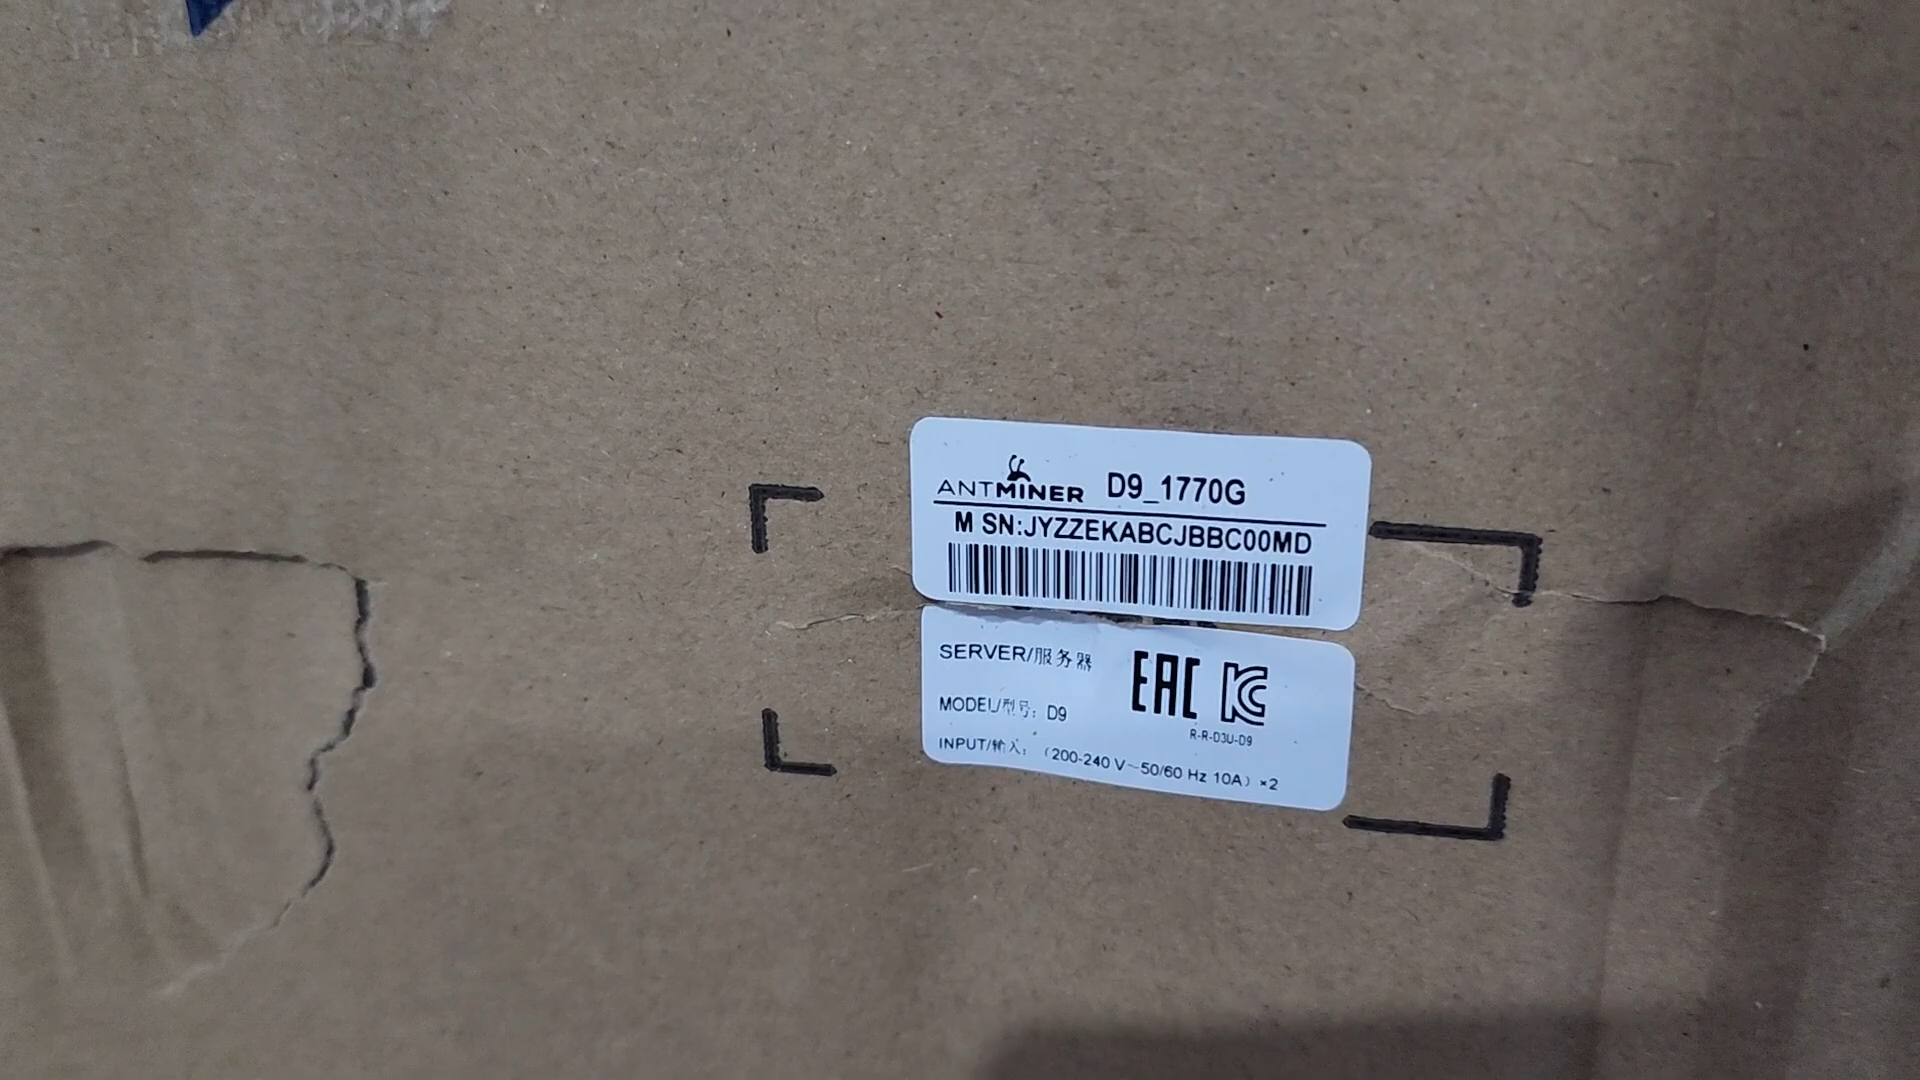 ANTMINER D9_1770G
M SN:JYZZEKABCJBBC00MD
SERVER/服务器
EAC KC
MODEL/型号: D9
R-R-D3U-D9
INPUT/输入: (200-240 V~50/60 Hz 10A) ×2